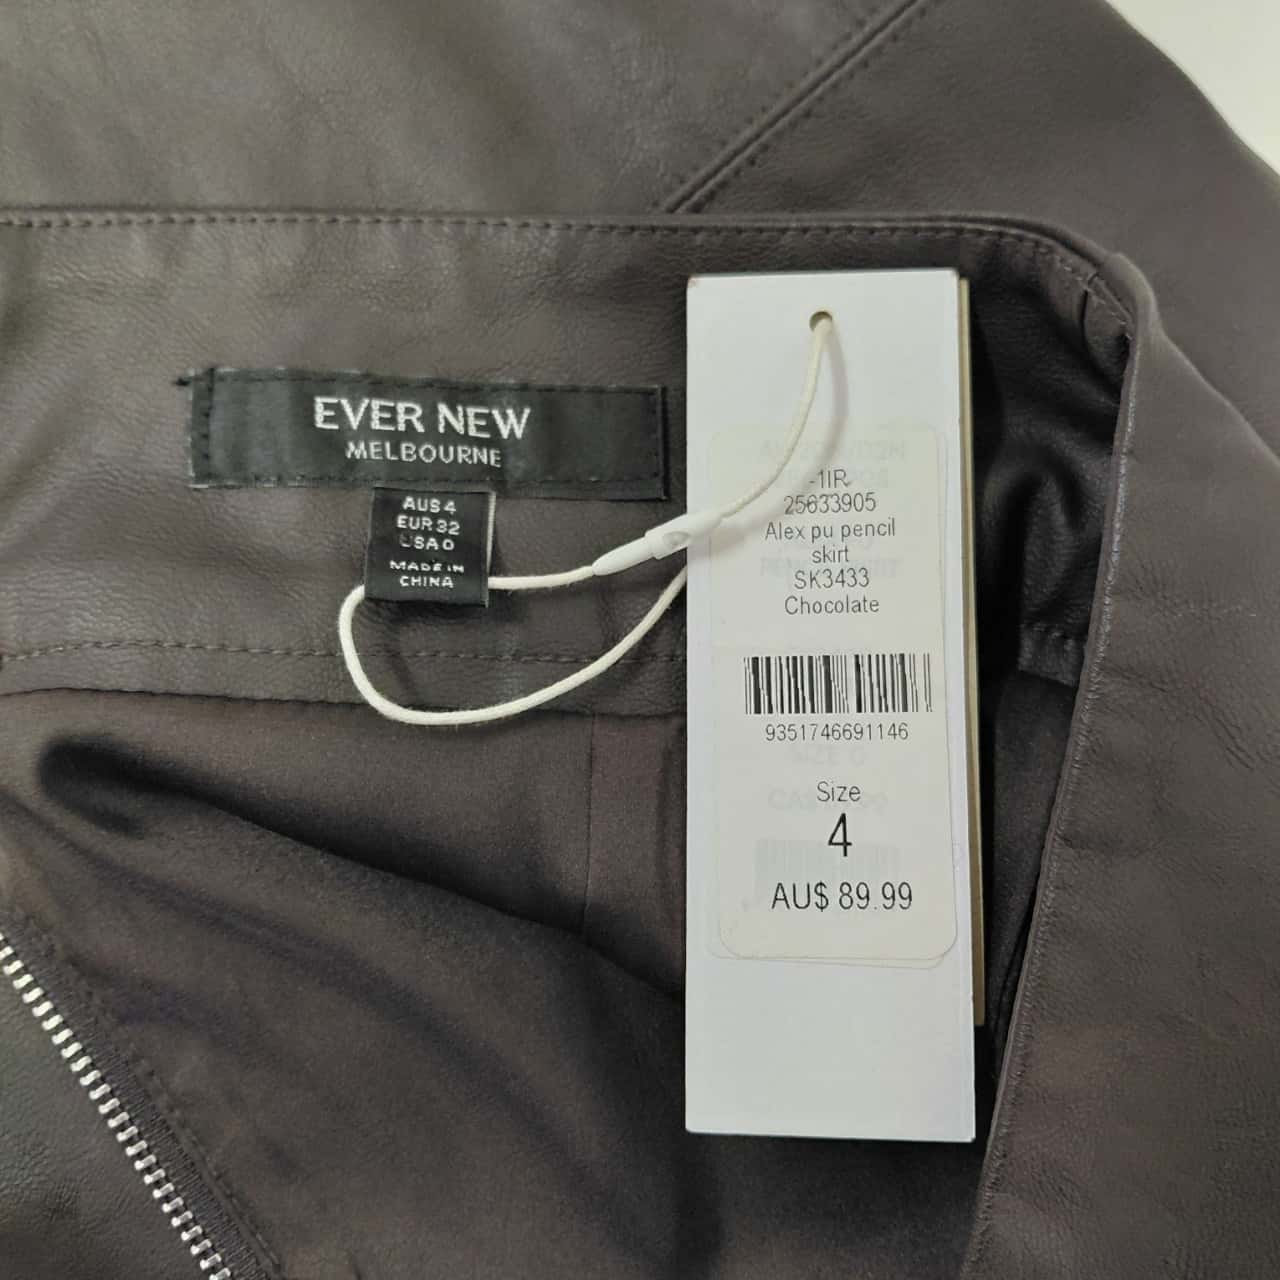 EVER NEW
MELBOURNE
AUS 4
EUR 32
USA 0
MADE IN
CHINA
-1IR
25633905
Alex pu pencil
skirt
SK3433
Chocolate
9351746691146
Size
4
AU$ 89.99